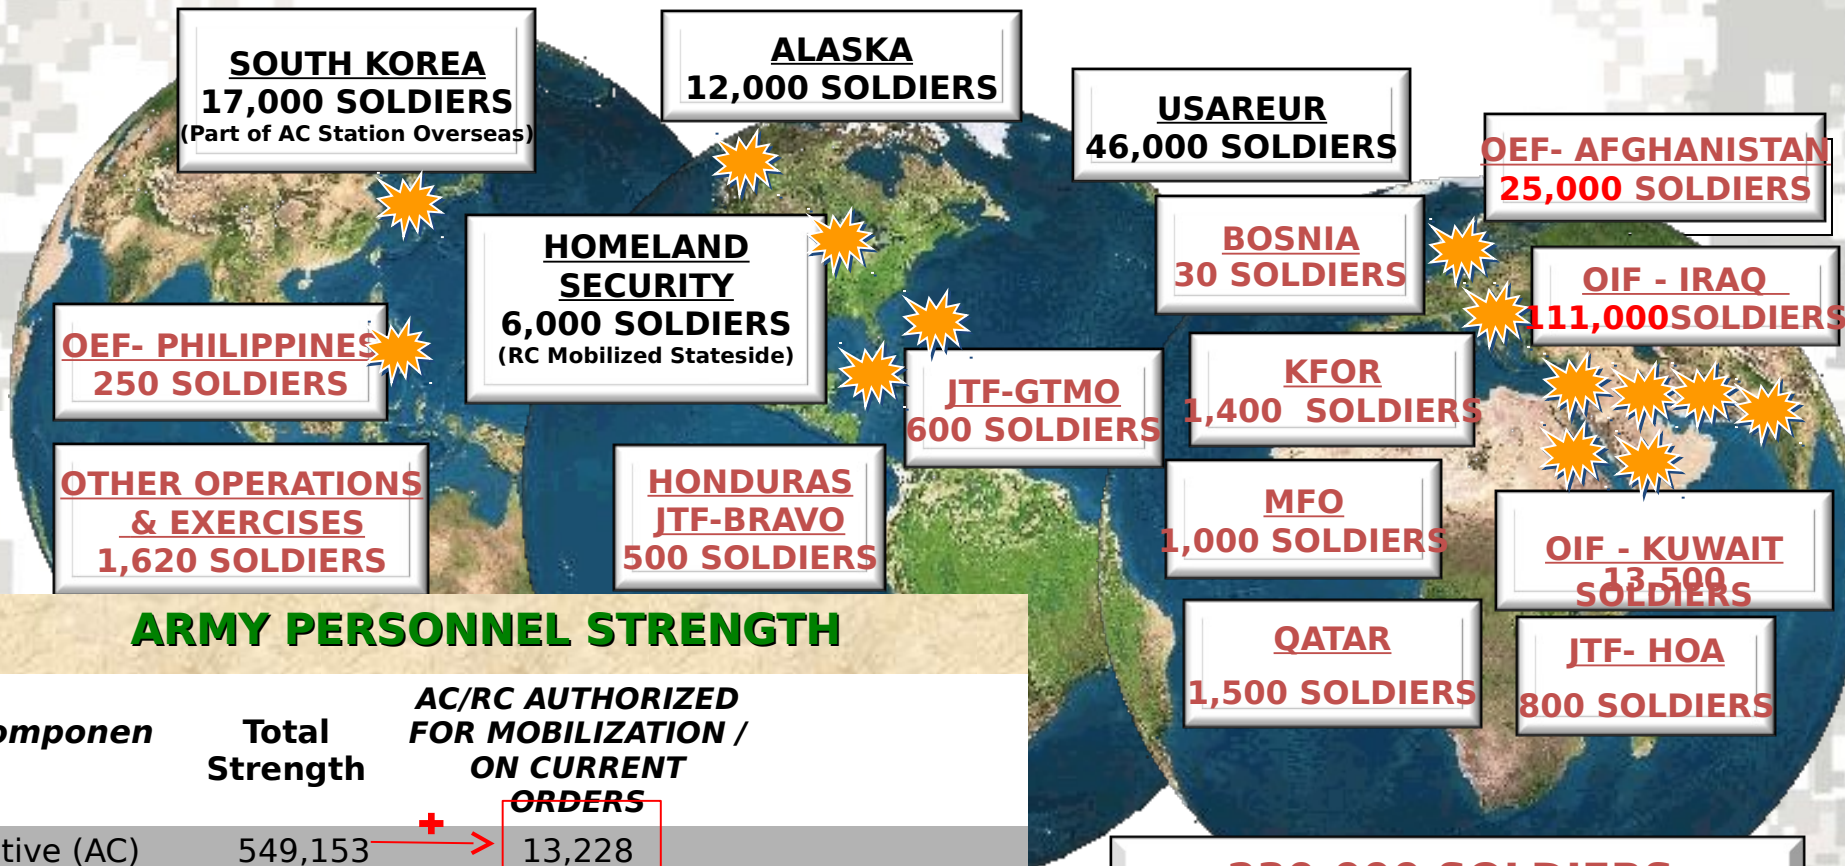 SOUTH KOREA
17,000 SOLDIERS
(Part of AC Station Overseas)
ALASKA
12,000 SOLDIERS
USAREUR
46,000 SOLDIERS
OEF- AFGHANISTAN
25,000 SOLDIERS
HOMELAND
SECURITY
6,000 SOLDIERS
(RC Mobilized Stateside)
BOSNIA
30 SOLDIERS
OIF - IRAQ
111,000SOLDIERS
OEF- PHILIPPINES
250 SOLDIERS
JTF-GTMO
600 SOLDIERS
KFOR
1,400 SOLDIERS
OTHER OPERATIONS
& EXERCISES
1,620 SOLDIERS
HONDURAS
JTF-BRAVO
500 SOLDIERS
MFO
1,000 SOLDIERS
OIF - KUWAIT
13,500
SOLDIERS
QATAR
1,500 SOLDIERS
JTF- HOA
800 SOLDIERS
ARMY PERSONNEL STRENGTH
omponen
Total
Strength
AC/RC AUTHORIZED
FOR MOBILIZATION /
ON CURRENT
ORDERS
tive (AC) 549,153 13,228